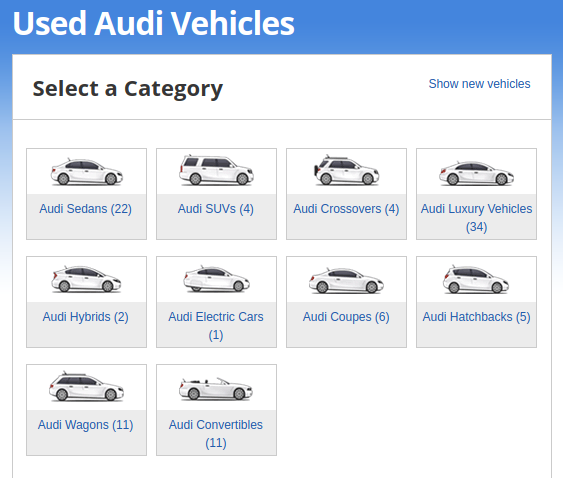 Used Audi Vehicles
Select a Category
Show new vehicles
Audi Sedans (22)
Audi SUVs (4)
Audi Crossovers (4)
Audi Luxury Vehicles
(34)
Audi Hybrids (2)
Audi Electric Cars
(1)
Audi Coupes (6)
Audi Hatchbacks (5)
Audi Wagons (11)
Audi Convertibles
(11)